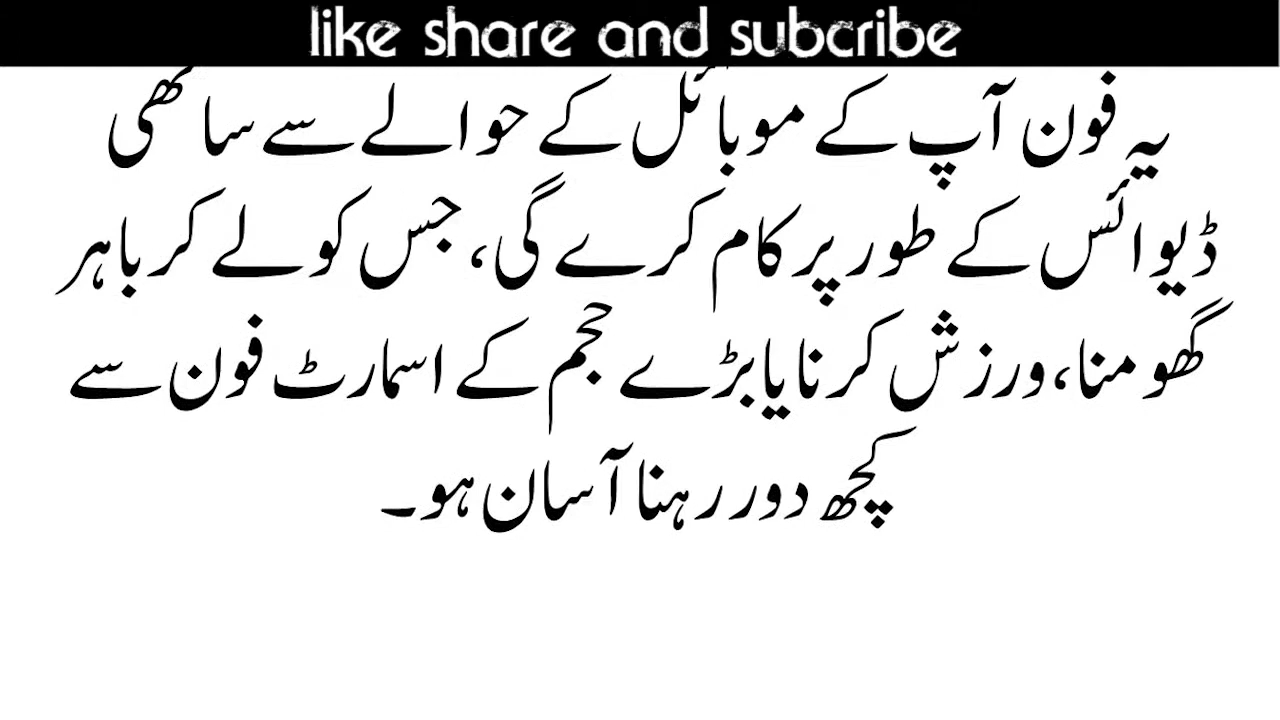 like share and subcribe
یہ فون آپ کے موبائل کے حوالے سے ساتھی
ڈیوائس کے طور پر کام کرے گی، جس کو لے کر باہر
گھومنا، ورزش کرنا یا بڑے حجم کے اسمارٹ فون سے
کچھ دور رہنا آسان ہو۔